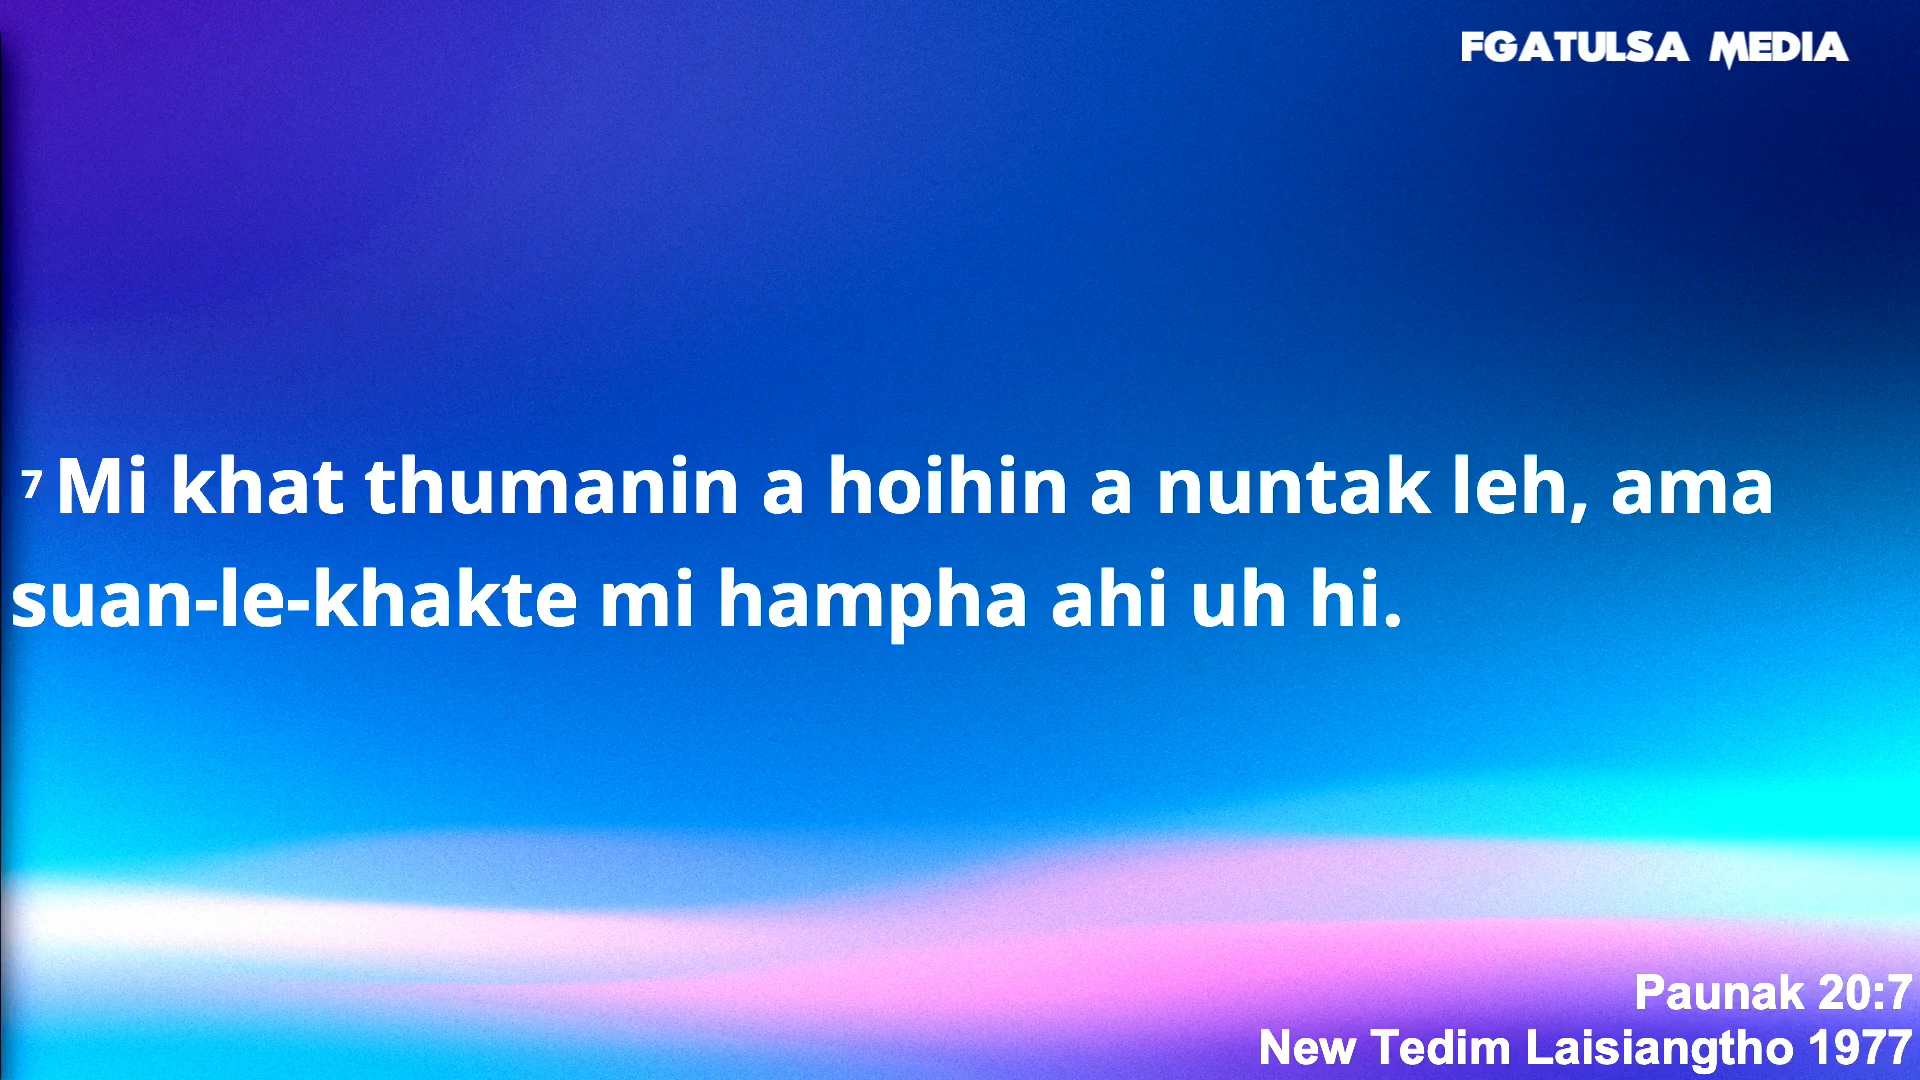 FGATULSA MEDIA
7 Mi khat thumanin a hoihin a nuntak leh, ama
suan-le-khakte mi hampha ahi uh hi.
Paunak 20:7
New Tedim Laisiangtho 1977